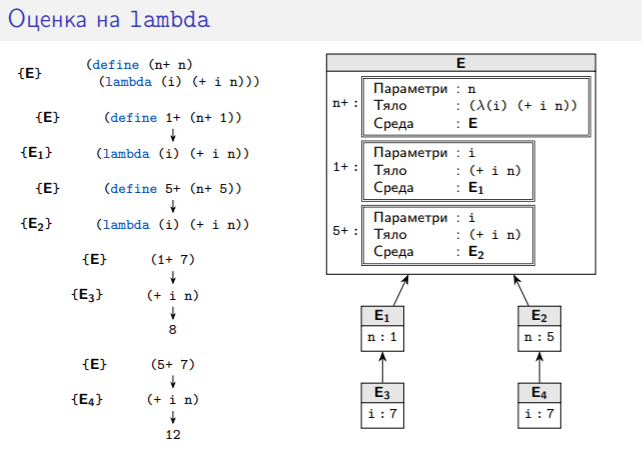 Оценка на lambda
{E} (define (n+ n)
(lambda (i) (+ i n)))
{E} (define 1+ (n+ 1))
{E₁} (lambda (i) (+ i n))
{E} (define 5+ (n+ 5))
{E₂} (lambda (i) (+ i n))
{E} (1+ 7)
{E₃} (+ i n)
8
{E} (5+ 7)
{E₄} (+ i n)
12
E
n+ : Параметри : n
Тяло : (λ(i) (+ i n))
Среда : E
1+ : Параметри : i
Тяло : (+ i n)
Среда : E₁
5+ : Параметри : i
Тяло : (+ i n)
Среда : E₂
E₁ E₂
n : 1 n : 5
E₃ E₄
i : 7 i : 7